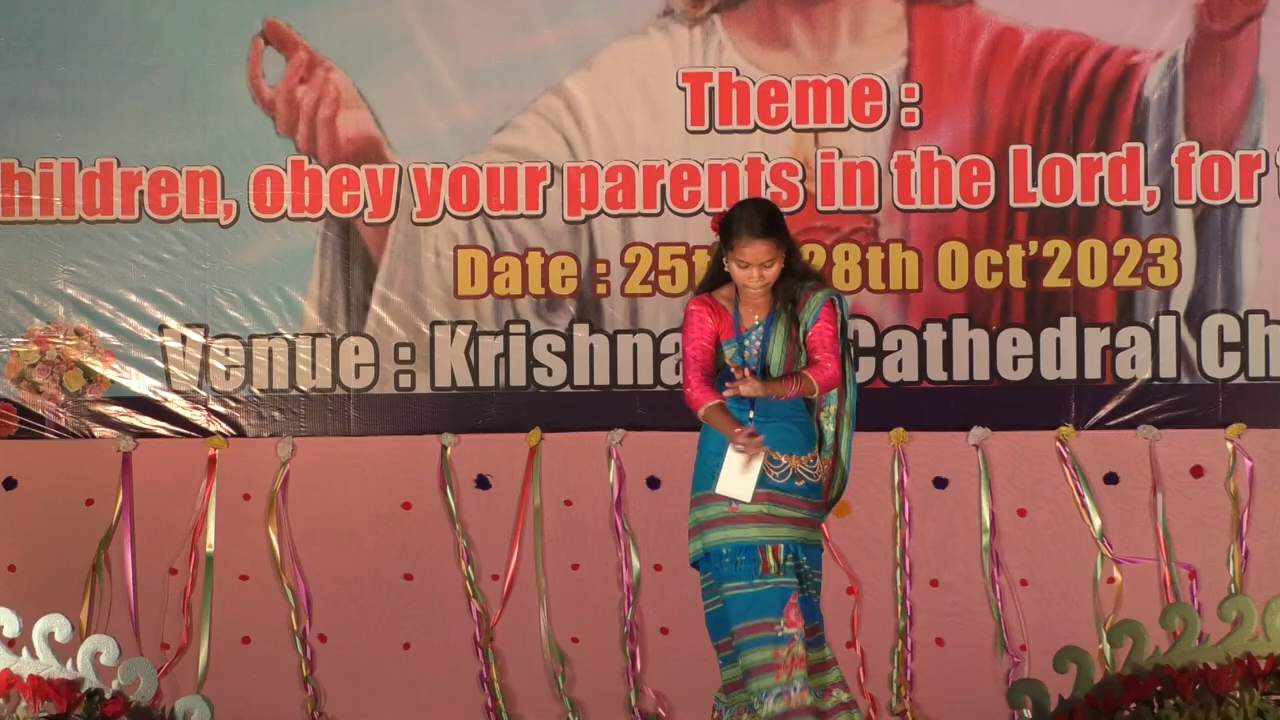 Theme :
hildren, obey your parents in the Lord, for
Date : 25t 28th Oct'2023
Venue : Krishna Cathedral Ch